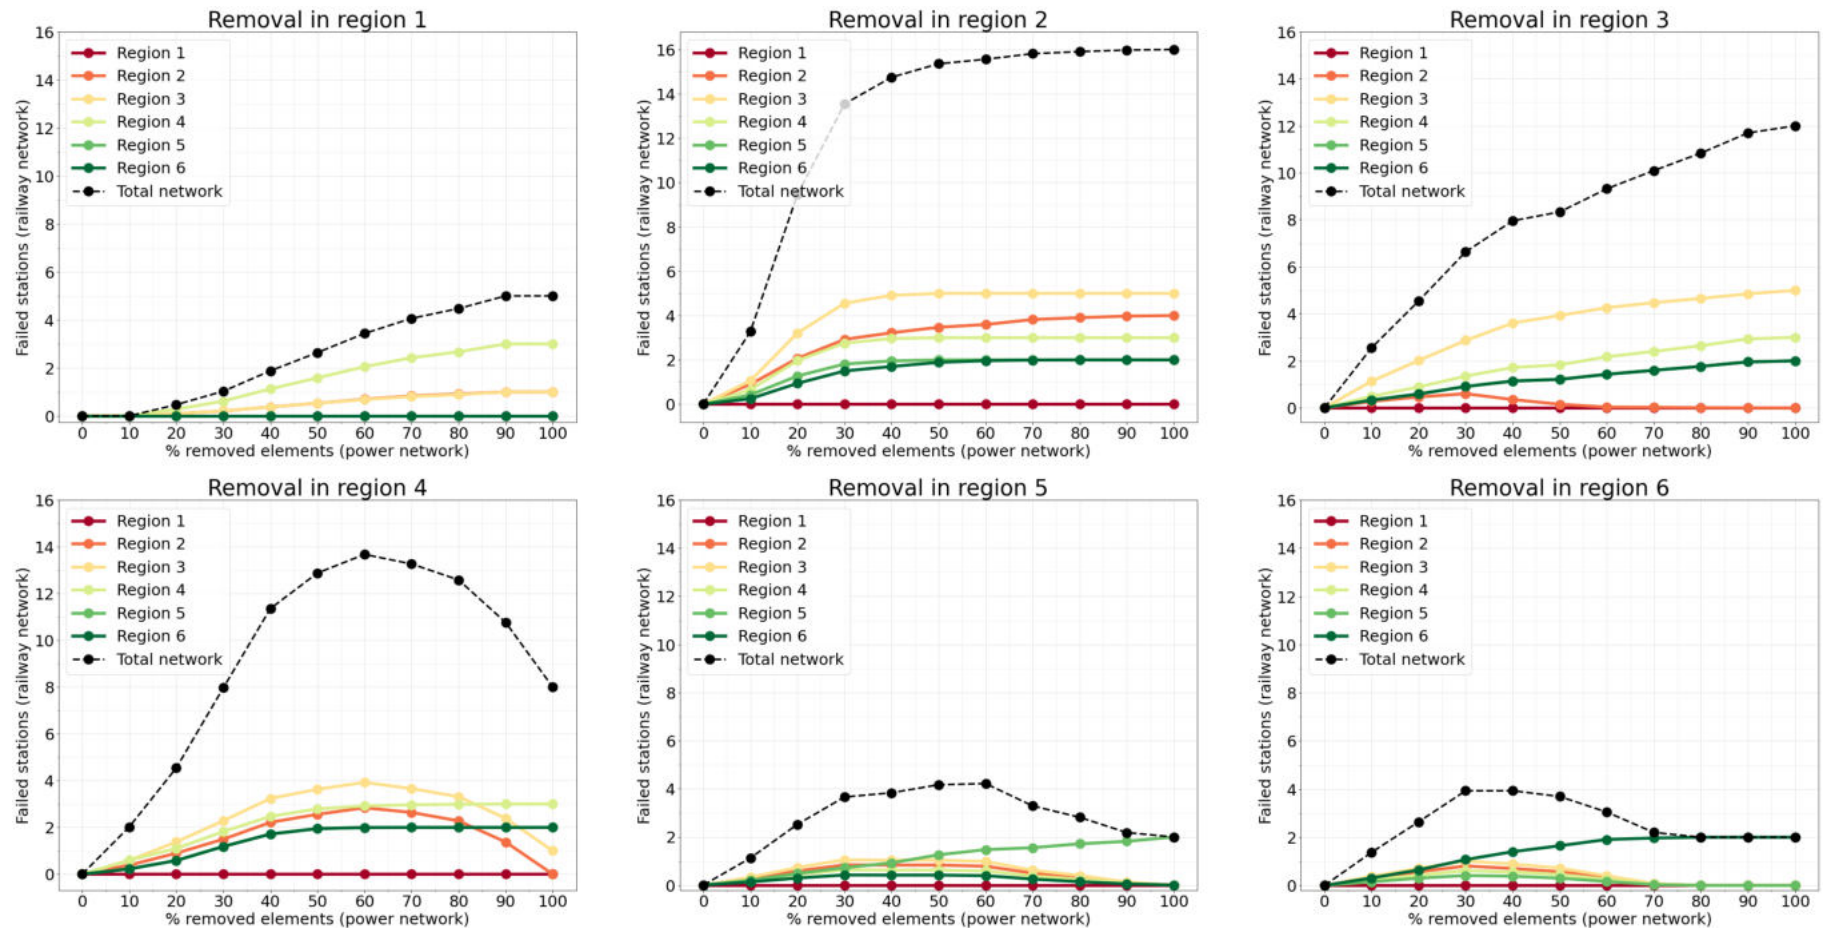 Removal in region 1
Failed stations (railway network)
16
14
12
10
8
6
4
2
0
Region 1
Region 2
Region 3
Region 4
Region 5
Region 6
Total network
0 10 20 30 40 50 60 70 80 90 100
% removed elements (power network)
Removal in region 2
Failed stations (railway network)
16
14
12
10
8
6
4
2
0
Region 1
Region 2
Region 3
Region 4
Region 5
Region 6
Total network
0 10 20 30 40 50 60 70 80 90 100
% removed elements (power network)
Removal in region 3
Failed stations (railway network)
16
14
12
10
8
6
4
2
0
Region 1
Region 2
Region 3
Region 4
Region 5
Region 6
Total network
0 10 20 30 40 50 60 70 80 90 100
% removed elements (power network)
Removal in region 4
Failed stations (railway network)
16
14
12
10
8
6
4
2
0
Region 1
Region 2
Region 3
Region 4
Region 5
Region 6
Total network
0 10 20 30 40 50 60 70 80 90 100
% removed elements (power network)
Removal in region 5
Failed stations (railway network)
16
14
12
10
8
6
4
2
0
Region 1
Region 2
Region 3
Region 4
Region 5
Region 6
Total network
0 10 20 30 40 50 60 70 80 90 100
% removed elements (power network)
Removal in region 6
Failed stations (railway network)
16
14
12
10
8
6
4
2
0
Region 1
Region 2
Region 3
Region 4
Region 5
Region 6
Total network
0 10 20 30 40 50 60 70 80 90 100
% removed elements (power network)